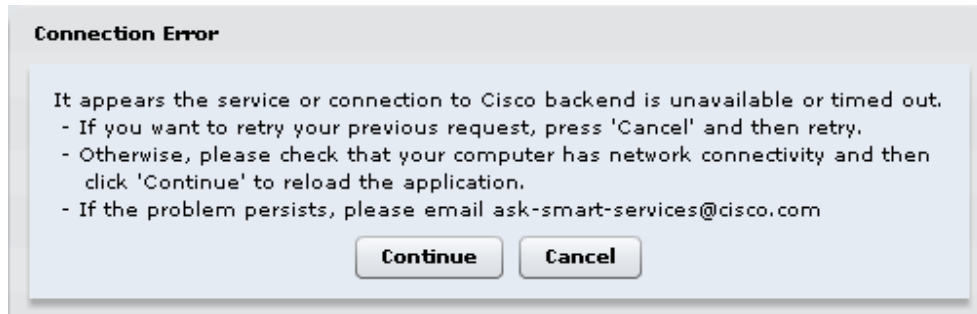 Connection Error
It appears the service or connection to Cisco backend is unavailable or timed out.
- If you want to retry your previous request, press 'Cancel' and then retry.
- Otherwise, please check that your computer has network connectivity and then
click 'Continue' to reload the application.
- If the problem persists, please email ask-smart-services@cisco.com
Continue Cancel